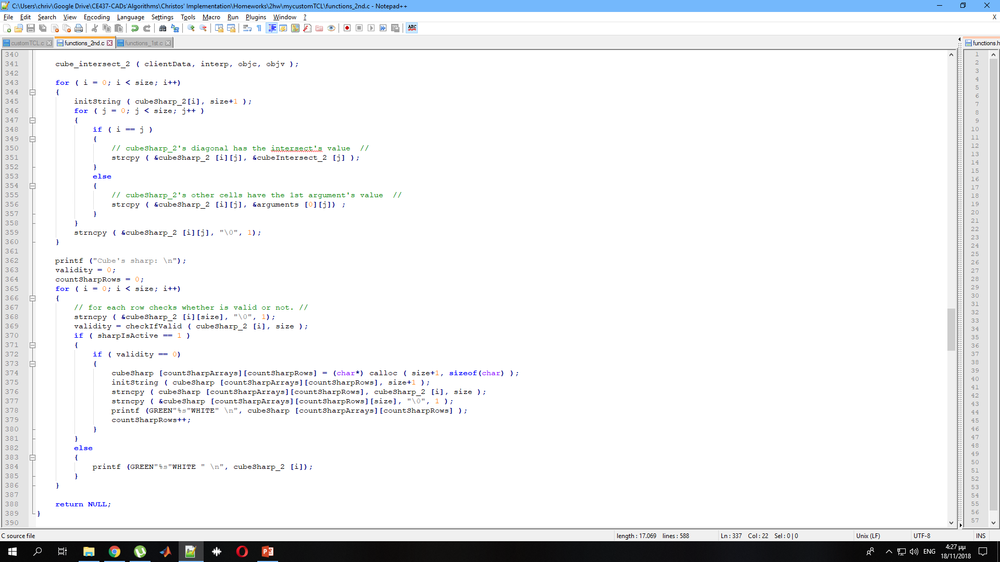 C:\Users\chriv\Google Drive\CE437-CADs'Algorithms\Christos' Implementation\Homeworks\2hw\mycustomTCL\functions_2nd.c - Notepad++
File Edit Search View Encoding Language Settings Tools Macro Run Plugins Window ? X
customTCL.c functions_2nd.c functions_1st.c functions.h
340
341 cube_intersect_2 ( clientData, interp, objc, objv );
342
343 for ( i = 0; i < size; i++)
344 {
345 initString ( cubeSharp_2[i], size+1 );
346 for ( j = 0; j < size; j++ )
347 {
348 if ( i == j )
349 {
350 // cubeSharp_2's diagonal has the intersect's value //
351 strcpy ( &cubeSharp_2 [i][j], &cubeIntersect_2 [j] );
352 }
353 else
354 {
355 // cubeSharp_2's other cells have the 1st argument's value //
356 strcpy ( &cubeSharp_2 [i][j], &arguments [0][j]) ;
357 }
358 }
359 strncpy ( &cubeSharp_2 [i][j], "\0", 1);
360 }
361
362 printf ("Cube's sharp: \n");
363 validity = 0;
364 countSharpRows = 0;
365 for ( i = 0; i < size; i++)
366 {
367 // for each row checks whether is valid or not. //
368 strncpy ( &cubeSharp_2 [i][size], "\0", 1);
369 validity = checkIfValid ( cubeSharp_2 [i], size );
370 if ( sharpIsActive == 1 )
371 {
372 if ( validity == 0)
373 {
374 cubeSharp [countSharpArrays][countSharpRows] = (char*) calloc ( size+1, sizeof(char) );
375 initString ( cubeSharp [countSharpArrays][countSharpRows], size+1 );
376 strncpy ( cubeSharp [countSharpArrays][countSharpRows], cubeSharp_2 [i], size );
377 strncpy ( &cubeSharp [countSharpArrays][countSharpRows][size], "\0", 1 );
378 printf (GREEN"%s"WHITE" \n", cubeSharp [countSharpArrays][countSharpRows] );
379 countSharpRows++;
380 }
381 }
382 else
383 {
384 printf (GREEN"%s"WHITE " \n", cubeSharp_2 [i]);
385 }
386 }
387
388 return NULL;
389 }
390
1
2
3
4
5
6
7
8
9
10
11
12
13
14
15
16
17
18
19
20
21
22
23
24
25
26
27
28
29
30
31
32
33
34
35
36
37
38
39
40
41
42
43
44
45
46
47
48
49
50
51
52
53
54
55
56
57
C source file length : 17.069 lines : 588 Ln : 337 Col : 22 Sel : 0 | 0 Unix (LF) UTF-8 INS
ENG 4:27 μμ
18/11/2018